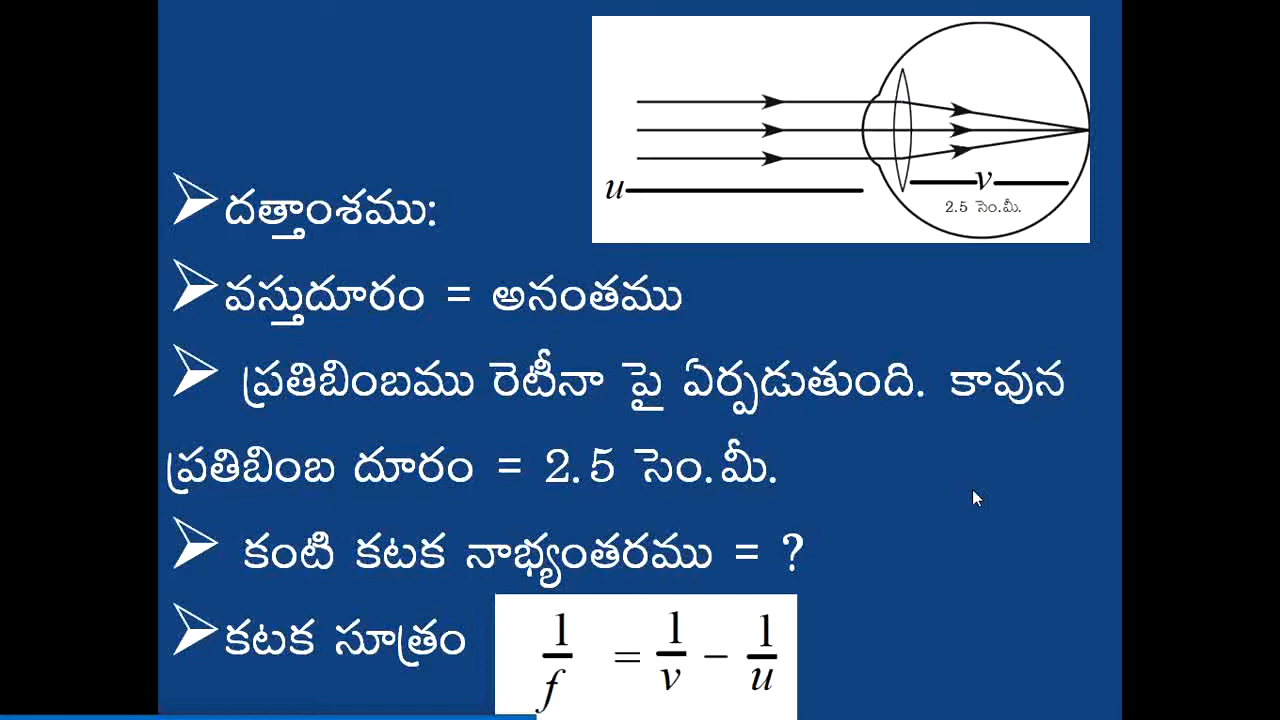 u
v
2.5 సెం.మీ.
దత్తాంశము:
వస్తుదూరం = అనంతము
ప్రతిబింబము రెటీనా పై ఏర్పడుతుంది. కావున
ప్రతిబింబ దూరం = 2.5 సెం.మీ.
కంటి కటక నాభ్యంతరము = ?
కటక సూత్రం 1/f = 1/v − 1/u